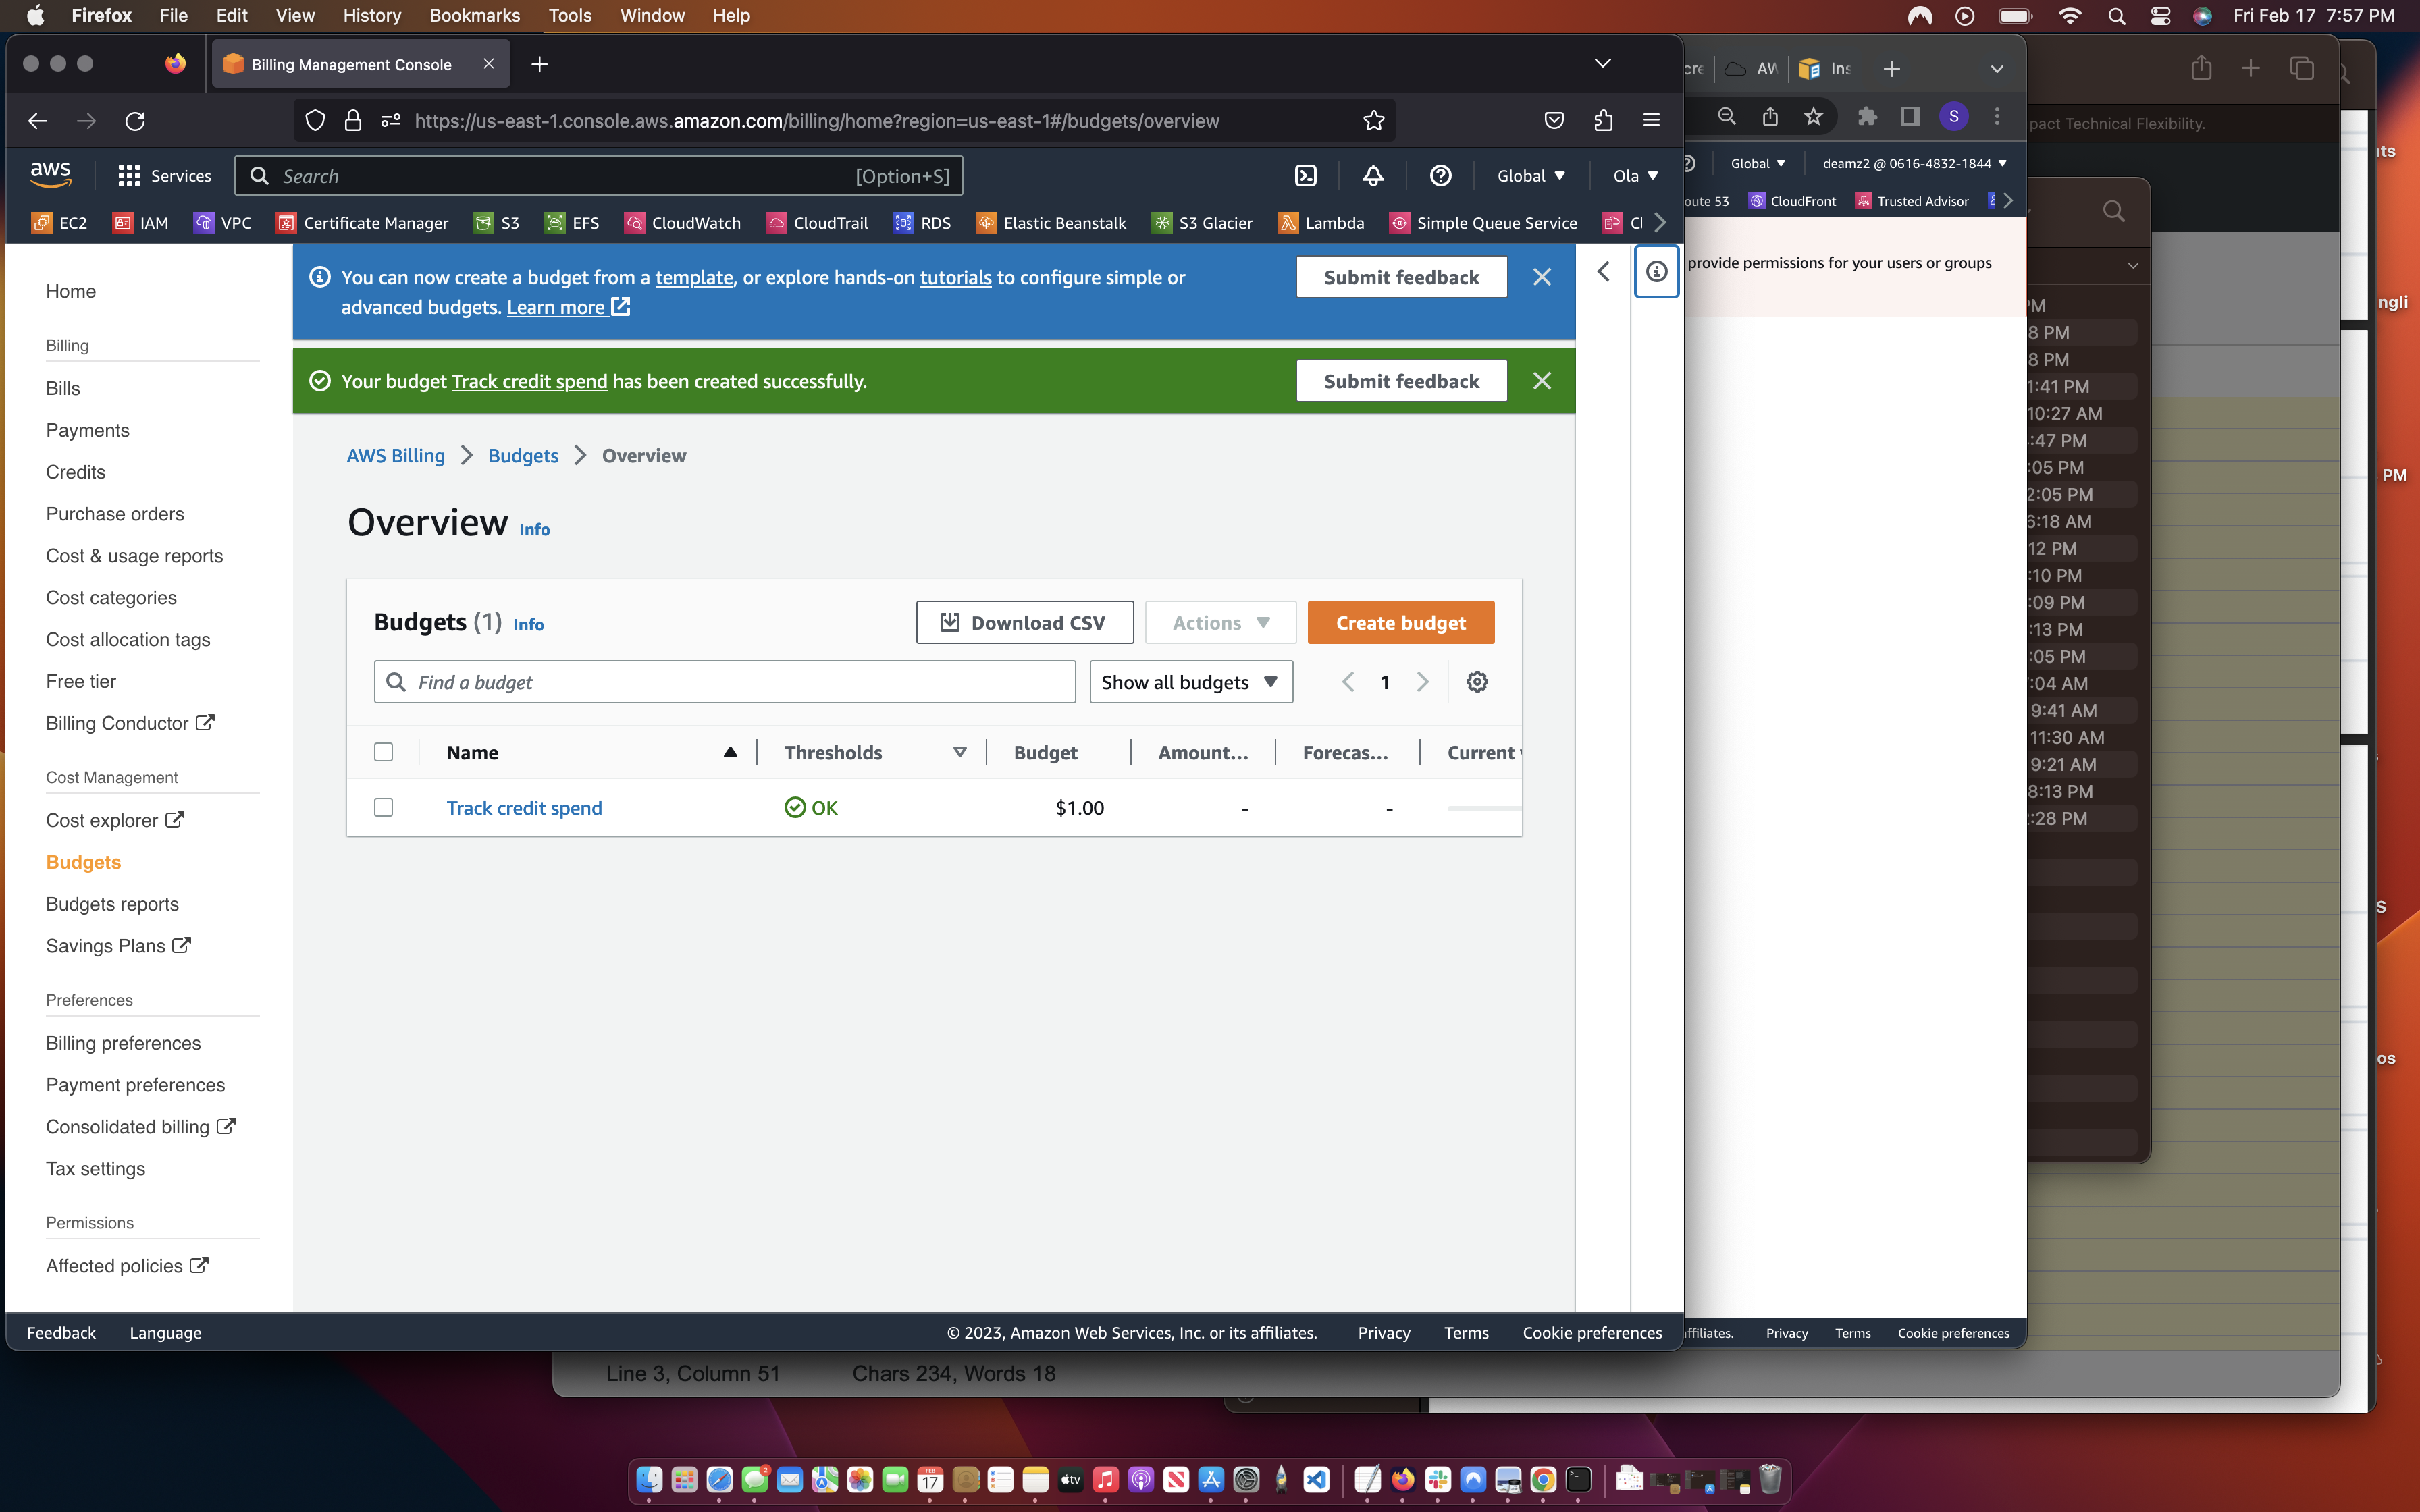 Firefox File Edit View History Bookmarks Tools Window Help
Fri Feb 17 7:57 PM
Billing Management Console
https://us-east-1.console.aws.amazon.com/billing/home?region=us-east-1#/budgets/overview
aws Services Search [Option+S] Global Ola
EC2 IAM VPC Certificate Manager S3 EFS CloudWatch CloudTrail RDS Elastic Beanstalk S3 Glacier Lambda Simple Queue Service
Home
Billing
Bills
Payments
Credits
Purchase orders
Cost & usage reports
Cost categories
Cost allocation tags
Free tier
Billing Conductor
Cost Management
Cost explorer
Budgets
Budgets reports
Savings Plans
Preferences
Billing preferences
Payment preferences
Consolidated billing
Tax settings
Permissions
Affected policies
You can now create a budget from a template, or explore hands-on tutorials to configure simple or
advanced budgets. Learn more
Submit feedback
Your budget Track credit spend has been created successfully.
Submit feedback
AWS Billing Budgets Overview
Overview Info
Budgets (1) Info
Download CSV Actions Create budget
Find a budget Show all budgets 1
Name Thresholds Budget Amount... Forecas... Current
Track credit spend OK $1.00 - -
Feedback Language © 2023, Amazon Web Services, Inc. or its affiliates. Privacy Terms Cookie preferences
S
Global deamz2 @ 0616-4832-1844
oute 53 CloudFront Trusted Advisor
provide permissions for your users or groups
ffiliates. Privacy Terms Cookie preferences
pact Technical Flexibility.
8 PM
8 PM
1:41 PM
10:27 AM
:47 PM
:05 PM
2:05 PM
6:18 AM
12 PM
:10 PM
:09 PM
:13 PM
:05 PM
:04 AM
9:41 AM
11:30 AM
9:21 AM
8:13 PM
:28 PM
PM
Line 3, Column 51 Chars 234, Words 18
FEB
17
tv